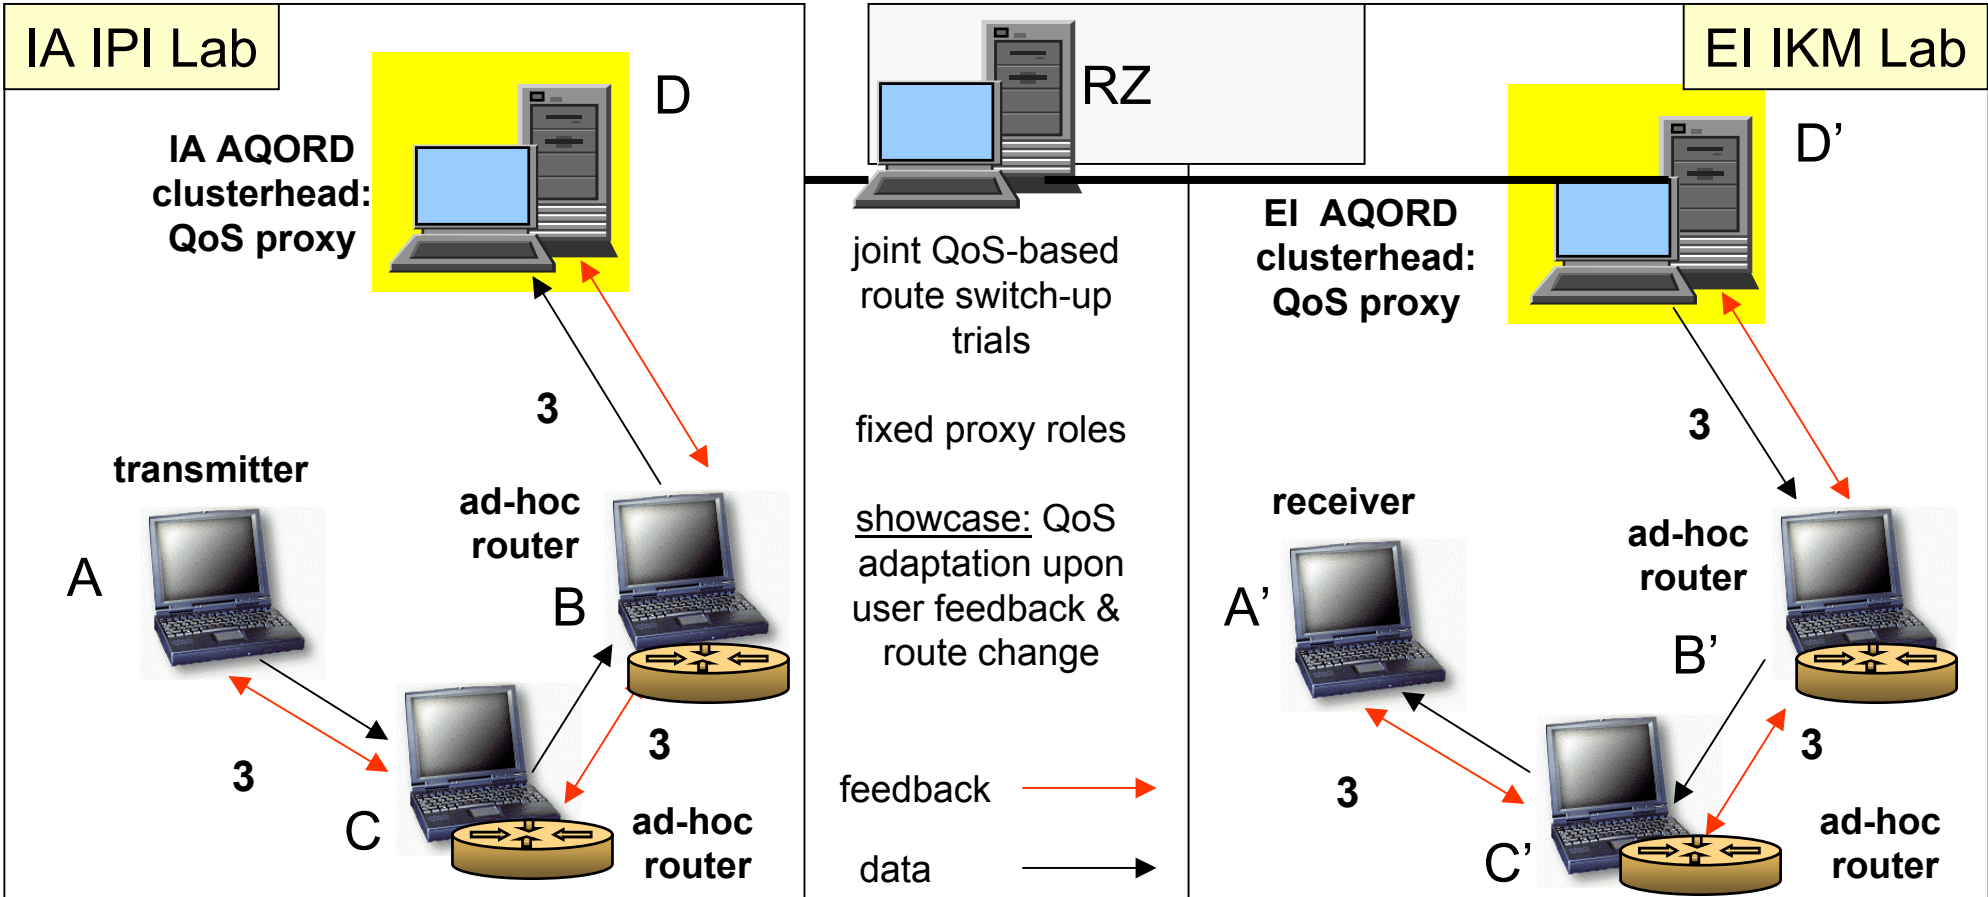 IA IPI Lab
D
IA AQORD
clusterhead:
QoS proxy
3
transmitter
ad-hoc
router
A
B
3
3
C
ad-hoc
router
RZ
joint QoS-based
route switch-up
trials
fixed proxy roles
showcase: QoS
adaptation upon
user feedback &
route change
feedback
data
EI IKM Lab
D’
EI AQORD
clusterhead:
QoS proxy
3
receiver
ad-hoc
router
A’
B’
3
3
C’
ad-hoc
router